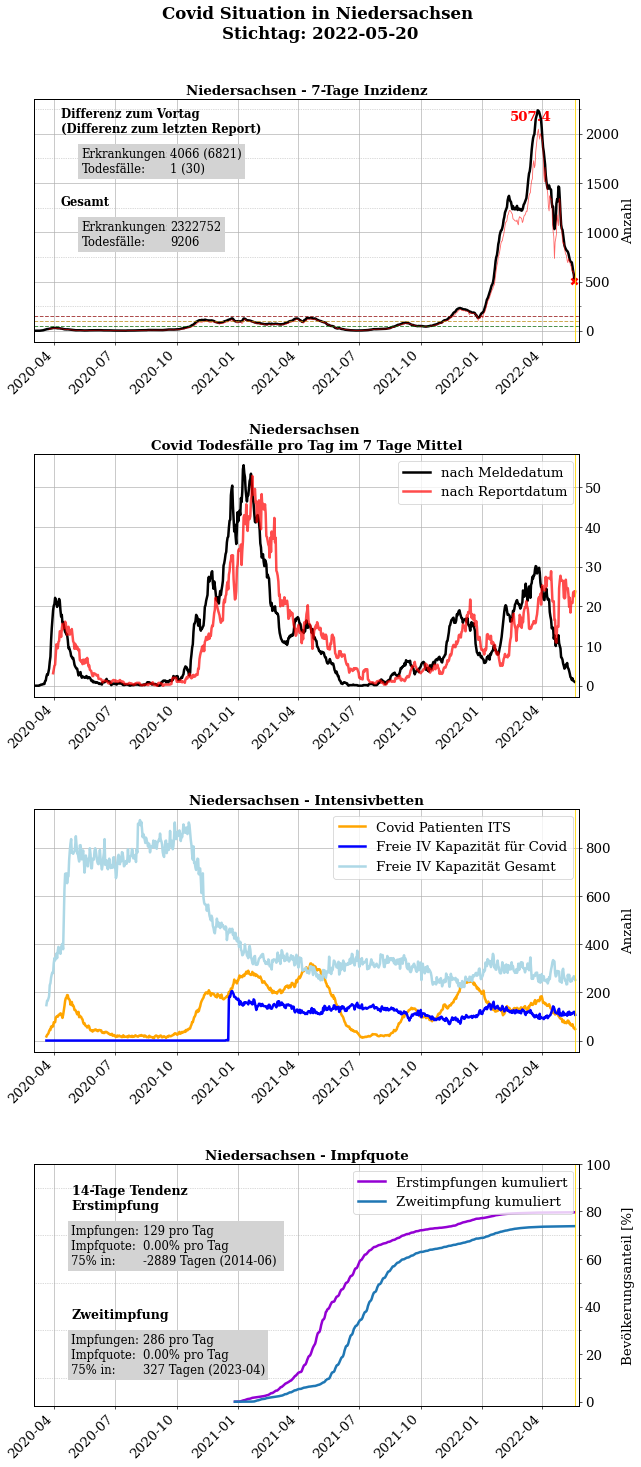 Covid Situation in Niedersachsen
Stichtag: 2022-05-20
Niedersachsen - 7-Tage Inzidenz
Differenz zum Vortag
(Differenz zum letzten Report)
Erkrankungen 4066 (6821)
Todesfälle: 1 (30)
Gesamt
Erkrankungen 2322752
Todesfälle: 9206
507.4
2000
1500
1000
500
0
Anzahl
2020-04
2020-07
2020-10
2021-01
2021-04
2021-07
2021-10
2022-01
2022-04
Niedersachsen
Covid Todesfälle pro Tag im 7 Tage Mittel
nach Meldedatum
nach Reportdatum
50
40
30
20
10
0
2020-04
2020-07
2020-10
2021-01
2021-04
2021-07
2021-10
2022-01
2022-04
Niedersachsen - Intensivbetten
Covid Patienten ITS
Freie IV Kapazität für Covid
Freie IV Kapazität Gesamt
800
600
400
200
0
Anzahl
2020-04
2020-07
2020-10
2021-01
2021-04
2021-07
2021-10
2022-01
2022-04
Niedersachsen - Impfquote
14-Tage Tendenz
Erstimpfung
Impfungen: 129 pro Tag
Impfquote: 0.00% pro Tag
75% in: -2889 Tagen (2014-06)
Zweitimpfung
Impfungen: 286 pro Tag
Impfquote: 0.00% pro Tag
75% in: 327 Tagen (2023-04)
Erstimpfungen kumuliert
Zweitimpfung kumuliert
100
80
60
40
20
0
Bevölkerungsanteil [%]
2020-04
2020-07
2020-10
2021-01
2021-04
2021-07
2021-10
2022-01
2022-04